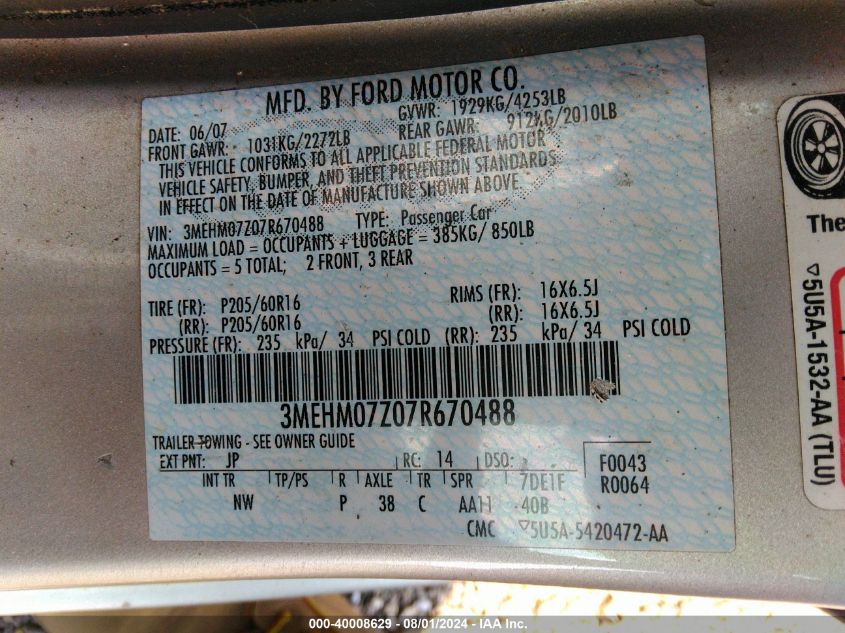 MFD. BY FORD MOTOR CO.
DATE: 06/07 GVWR: 1929KG/4253LB
FRONT GAWR: 1031KG/2272LB REAR GAWR: 912KG/2010LB
THIS VEHICLE CONFORMS TO ALL APPLICABLE FEDERAL MOTOR
VEHICLE SAFETY, BUMPER, AND THEFT PREVENTION STANDARDS
IN EFFECT ON THE DATE OF MANUFACTURE SHOWN ABOVE
VIN: 3MEHM07Z07R670488 TYPE: Passenger Car
MAXIMUM LOAD = OCCUPANTS + LUGGAGE = 385KG/ 850LB
OCCUPANTS = 5 TOTAL; 2 FRONT, 3 REAR
TIRE (FR): P205/60R16 RIMS (FR): 16X6.5J
(RR): P205/60R16 (RR): 16X6.5J
PRESSURE (FR): 235 kPa/ 34 PSI COLD (RR): 235 kPa/ 34 PSI COLD
3MEHM07Z07R670488
TRAILER TOWING - SEE OWNER GUIDE
EXT PNT: JP RC: 14 DSO: F0043
INT TR TP/PS R AXLE TR SPR 7DE1F R0064
NW P 38 C AA11 40B
CMC ▽5U5A-5420472-AA
The
▽5U5A-1532-AA (TLU)
000-40008629 - 08/01/2024 - IAA Inc.